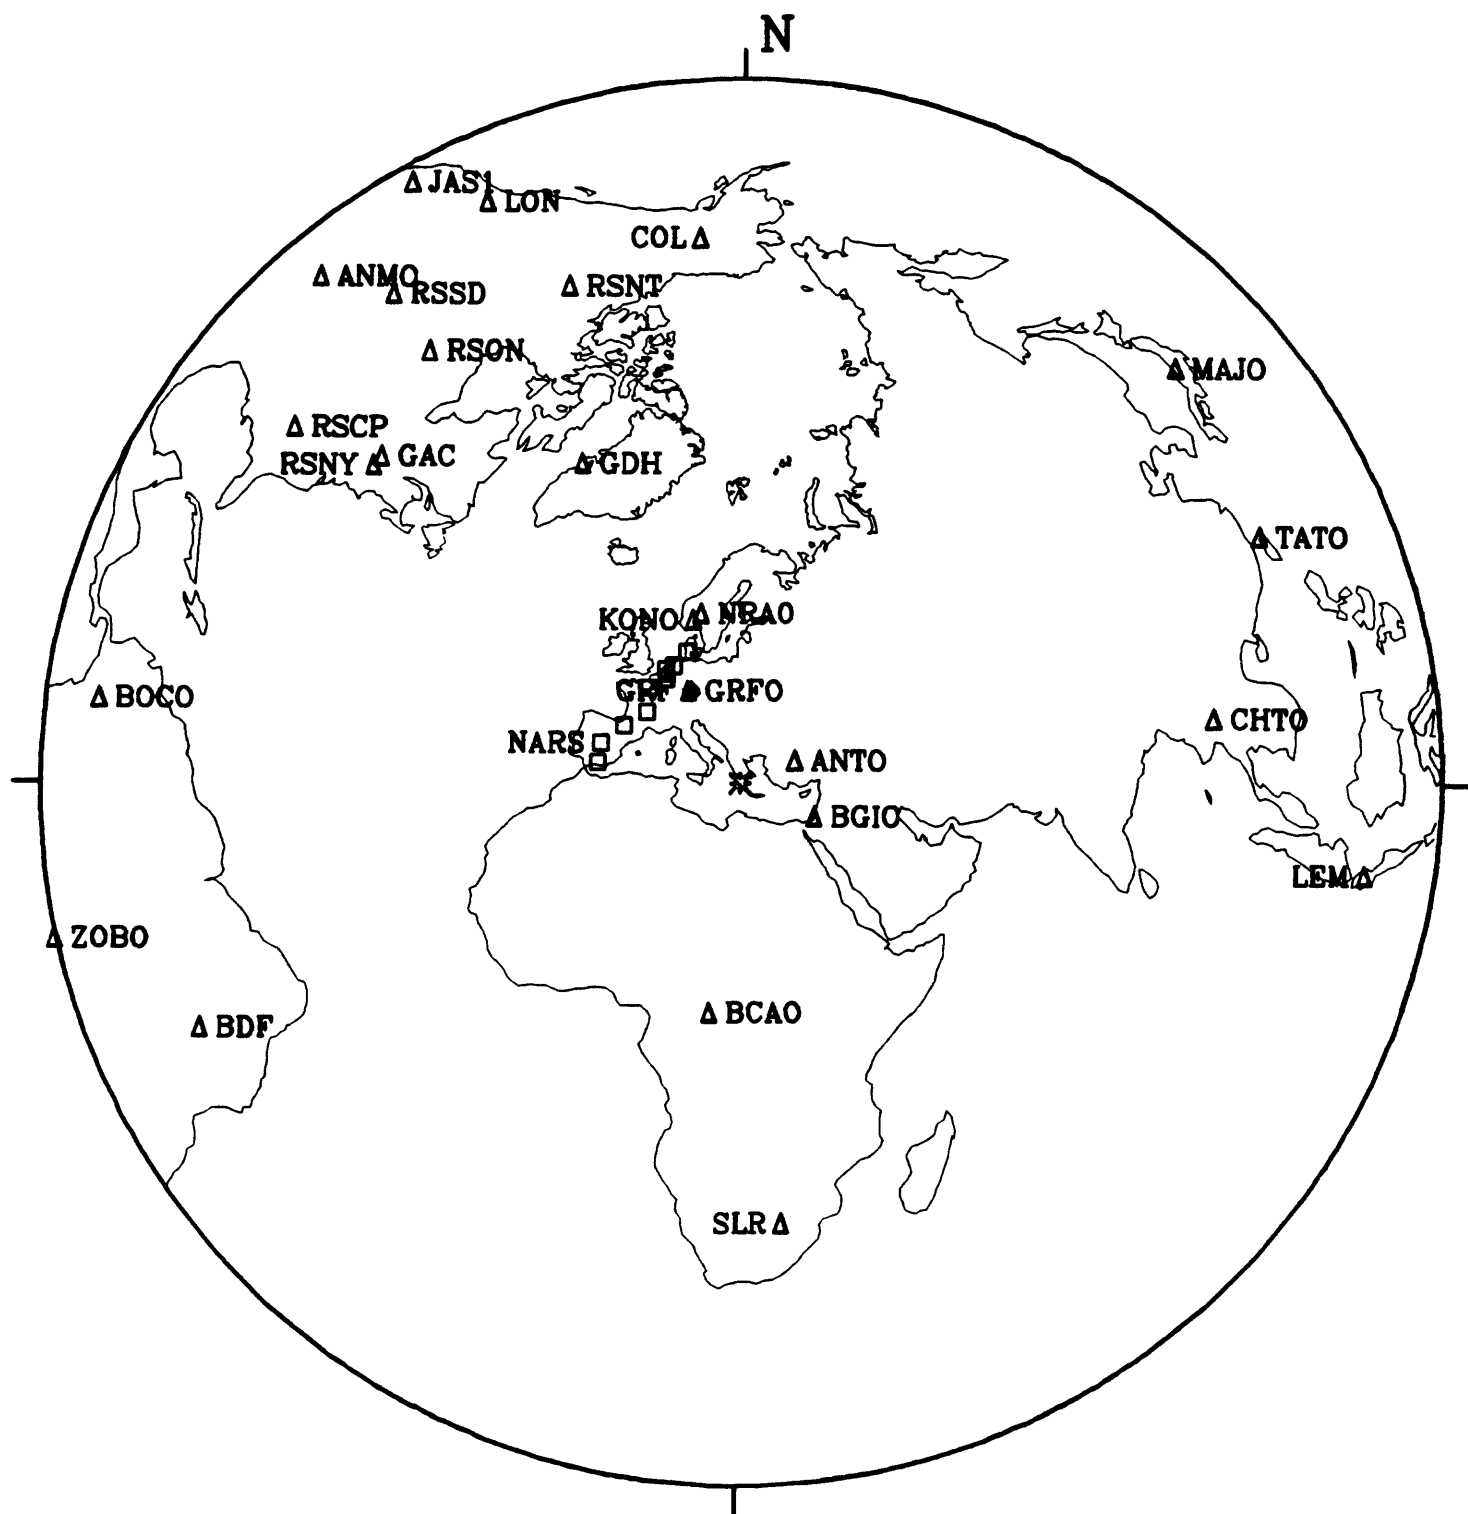 N
JAS1
LON
COL
ANMO
RSSD
RSNT
RSON
MAJO
RSCP
RSNY
GAC
GDH
TATO
KONO
NRAO
GRF
GRFO
BOCO
CHTO
NARS
ANTO
BGIO
LEM
ZOBO
BCAO
BDF
SLR